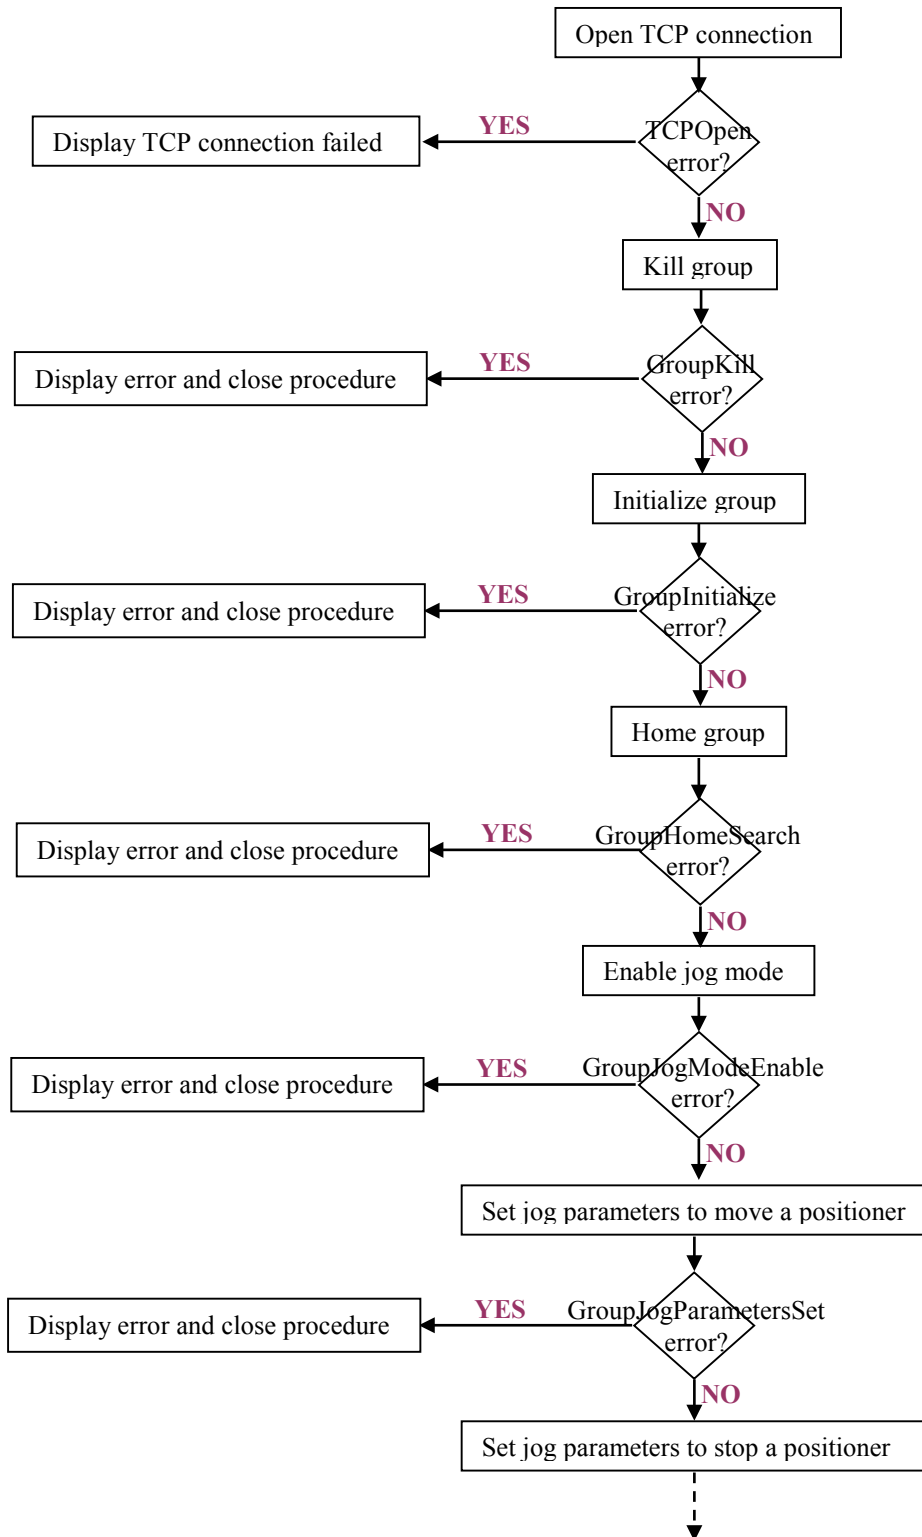 Open TCP connection
TCPOpen
error?
YES
Display TCP connection failed
NO
Kill group
GroupKill
error?
YES
Display error and close procedure
NO
Initialize group
GroupInitialize
error?
YES
Display error and close procedure
NO
Home group
GroupHomeSearch
error?
YES
Display error and close procedure
NO
Enable jog mode
GroupJogModeEnable
error?
YES
Display error and close procedure
NO
Set jog parameters to move a positioner
GroupJogParametersSet
error?
YES
Display error and close procedure
NO
Set jog parameters to stop a positioner